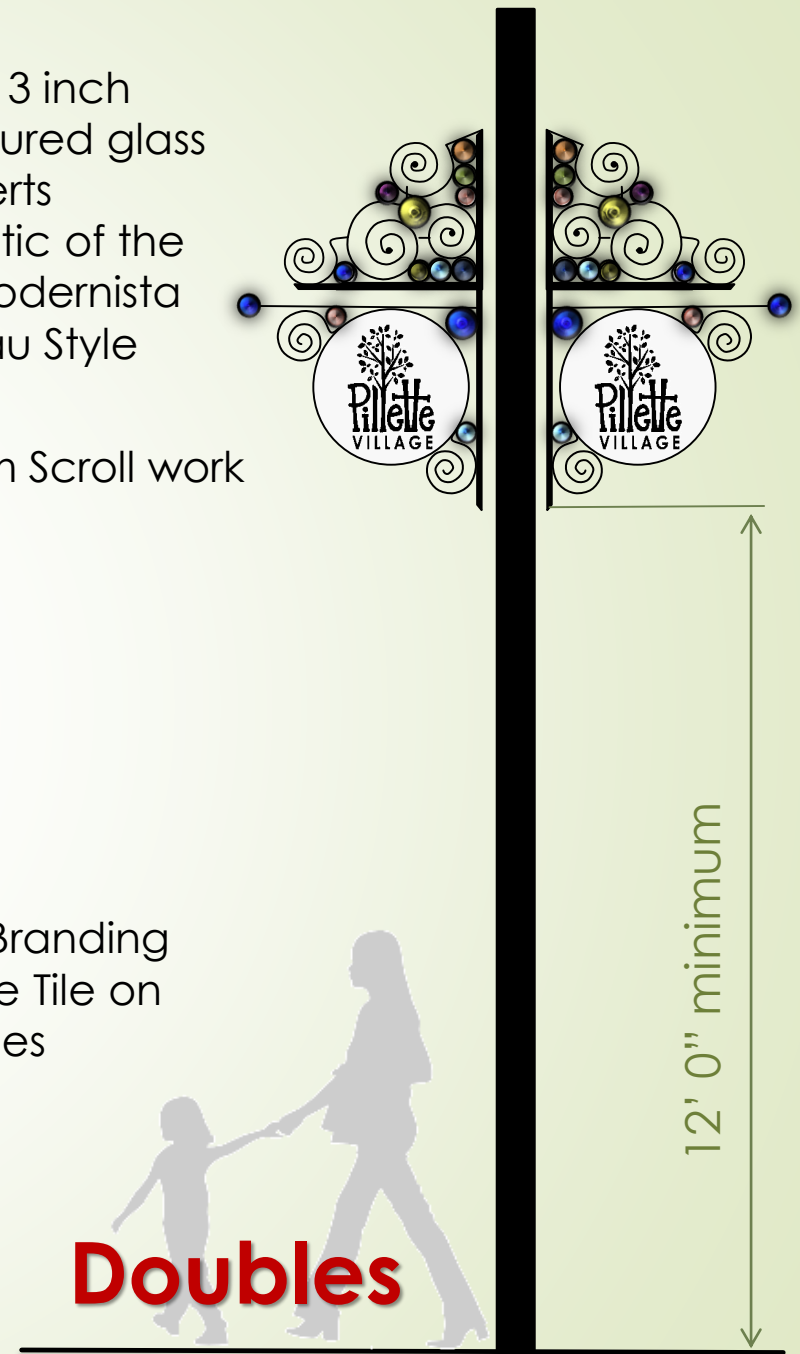 3 inch
ured glass
erts
tic of the
odernista
au Style
n Scroll work
Pillette
VILLAGE
Pillette
VILLAGE
12’ 0” minimum
Branding
e Tile on
es
Doubles